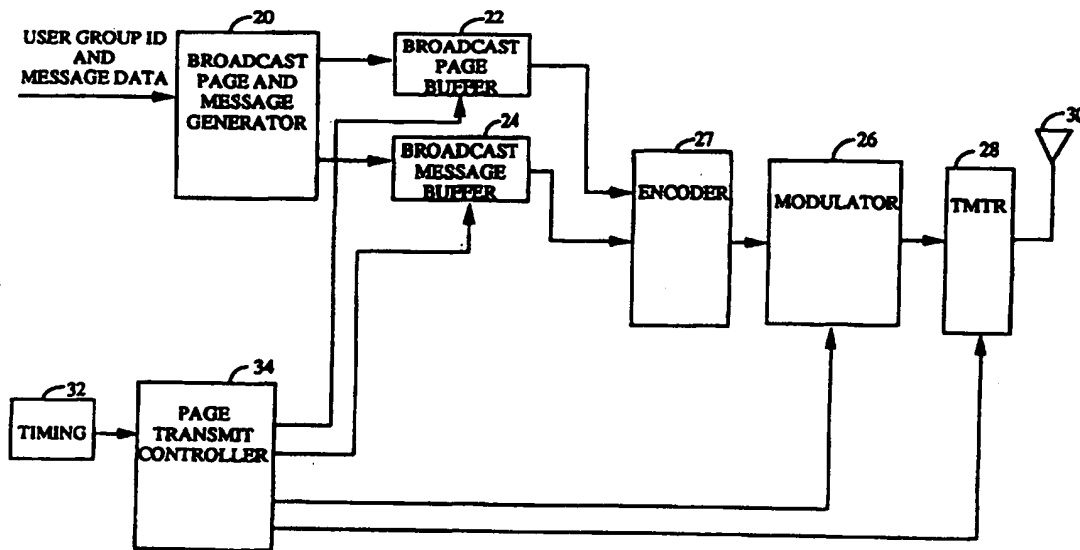 USER GROUP ID
AND
MESSAGE DATA
20
BROADCAST
PAGE AND
MESSAGE
GENERATOR
22
BROADCAST
PAGE
BUFFER
24
BROADCAST
MESSAGE
BUFFER
27
ENCODER
26
MODULATOR
28
TMTR
30
32
TIMING
34
PAGE
TRANSMIT
CONTROLLER